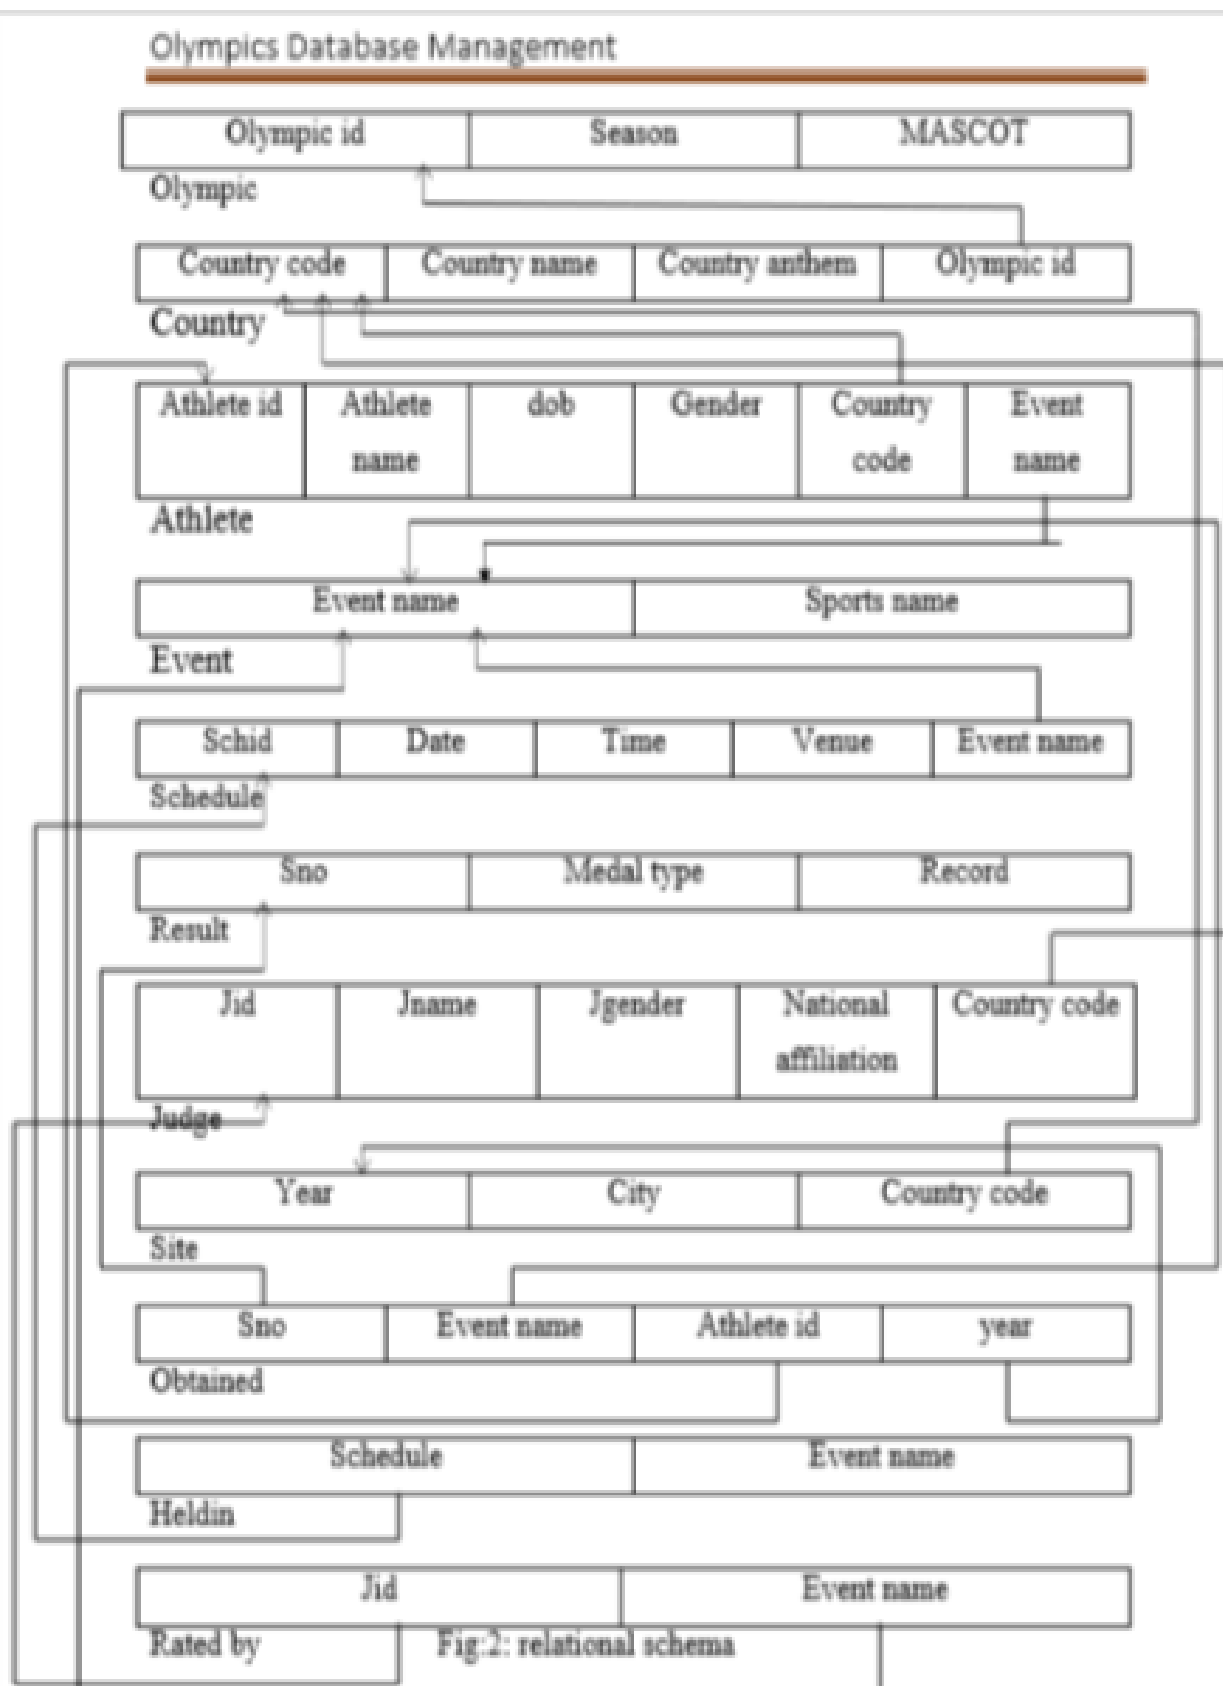 Olympics Database Management
Olympic id Season MASCOT
Olympic
Country code Country name Country anthem Olympic id
Country
Athlete id Athlete name dob Gender Country code Event name
Athlete
Event name Sports name
Event
Schid Date Time Venue Event name
Schedule
Sno Medal type Record
Result
Jid Jname Jgender National affiliation Country code
Judge
Year City Country code
Site
Sno Event name Athlete id year
Obtained
Schedule Event name
Heldin
Jid Event name
Rated by Fig:2: relational schema